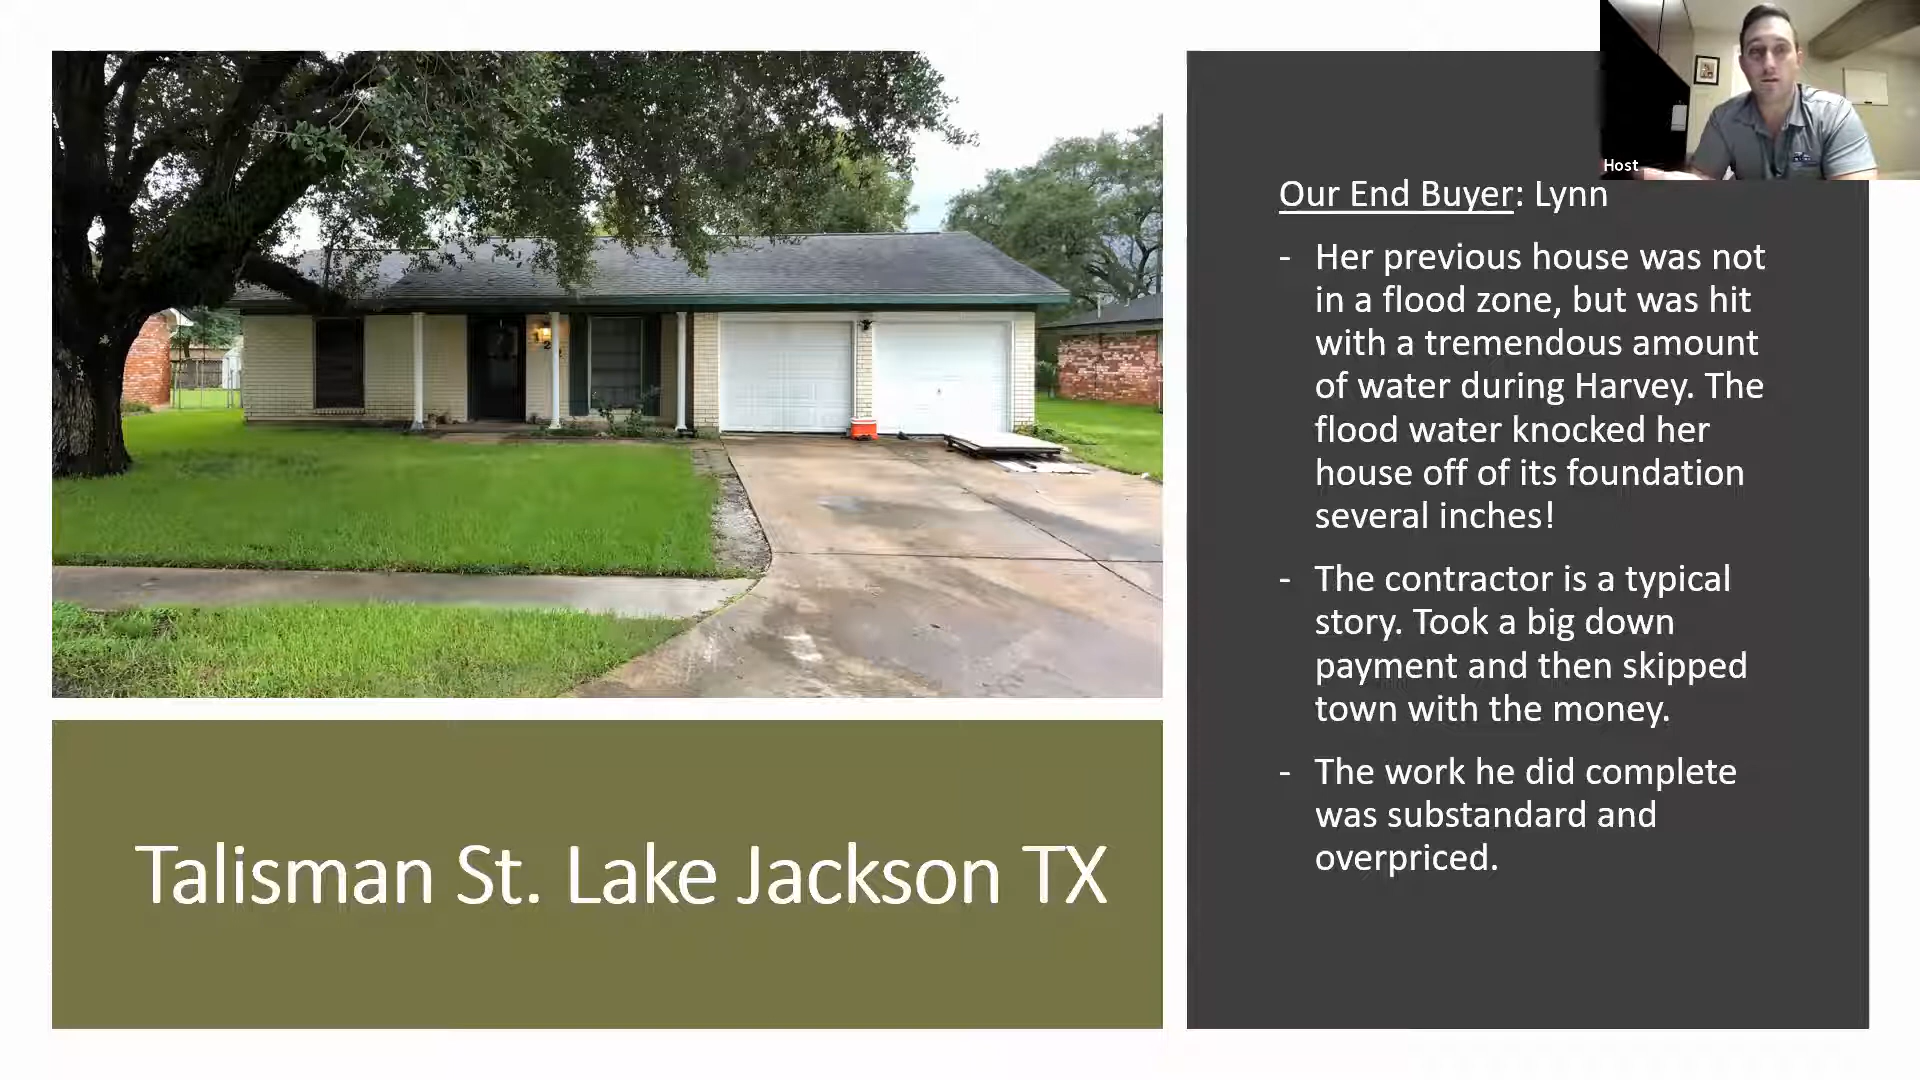 Host
Our End Buyer: Lynn
- Her previous house was not
in a flood zone, but was hit
with a tremendous amount
of water during Harvey. The
flood water knocked her
house off of its foundation
several inches!
- The contractor is a typical
story. Took a big down
payment and then skipped
town with the money.
- The work he did complete
was substandard and
overpriced.
Talisman St. Lake Jackson TX